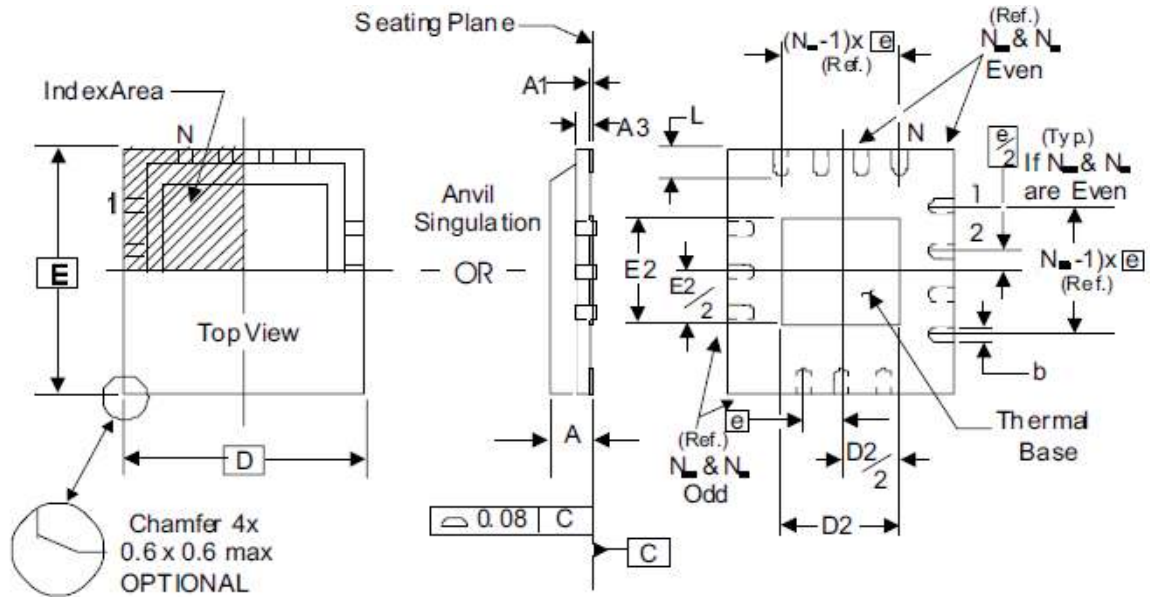 Seating Plane
Index Area
N
1
E
Top View
D
Chamfer 4x
0.6 x 0.6 max
OPTIONAL
A1
A3
L
Anvil
Singulation
OR
E2
E2/2
A
0.08 C
C
(N -1)x e
(Ref.)
(Ref.)
N & N
Even
N
e/2
(Typ.)
If N & N
are Even
1
2
N -1)x e
(Ref.)
b
Thermal
Base
e
D2/2
D2
(Ref.)
N & N
Odd